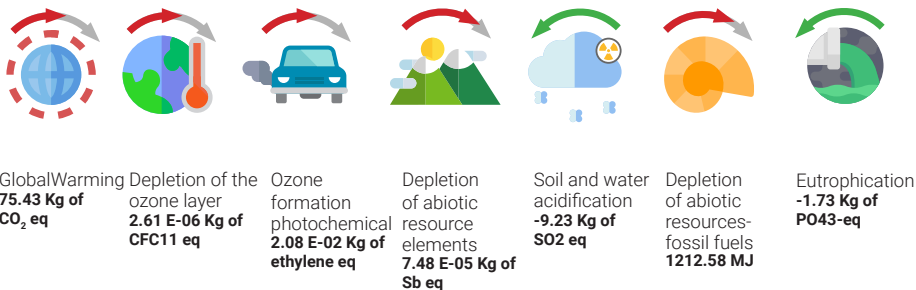 GlobalWarming
75.43 Kg of
CO2 eq
Depletion of the
ozone layer
2.61 E-06 Kg of
CFC11 eq
Ozone
formation
photochemical
2.08 E-02 Kg of
ethylene eq
Depletion
of abiotic
resource
elements
7.48 E-05 Kg of
Sb eq
Soil and water
acidification
-9.23 Kg of
SO2 eq
Depletion
of abiotic
resources-
fossil fuels
1212.58 MJ
Eutrophication
-1.73 Kg of
PO43-eq